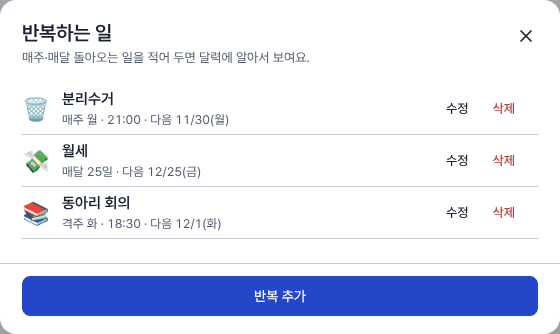 반복하는 일
매주·매달 돌아오는 일을 적어 두면 달력에 알아서 보여요.
분리수거
매주 월 · 21:00 · 다음 11/30(월)
수정 삭제
월세
매달 25일 · 다음 12/25(금)
수정 삭제
동아리 회의
격주 화 · 18:30 · 다음 12/1(화)
수정 삭제
반복 추가